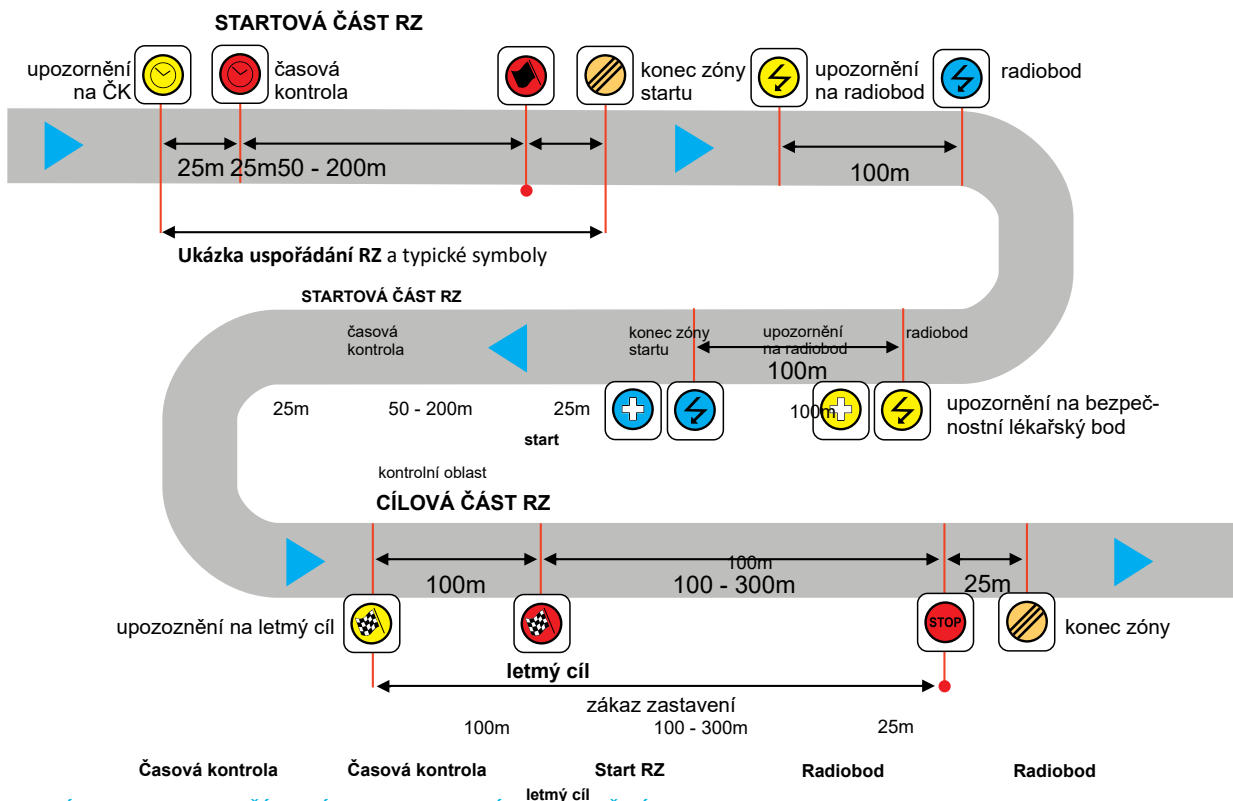 STARTOVÁ ČÁST RZ
upozornění
na ČK
časová
kontrola
konec zóny
startu
upozornění
na radiobod
radiobod
25m 25m50 - 200m
100m
Ukázka uspořádání RZ a typické symboly
STARTOVÁ ČÁST RZ
časová
kontrola
konec zóny
startu
upozornění
na radiobod
radiobod
100m
25m
50 - 200m
25m
100m
upozornění na bezpeč-
nostní lékařský bod
start
kontrolní oblast
CÍLOVÁ ČÁST RZ
100m
100m
100 - 300m
25m
upozoznění na letmý cíl
STOP
konec zóny
letmý cíl
zákaz zastavení
100m
100 - 300m
25m
Časová kontrola
Časová kontrola
Start RZ
Radiobod
Radiobod
letmý cíl